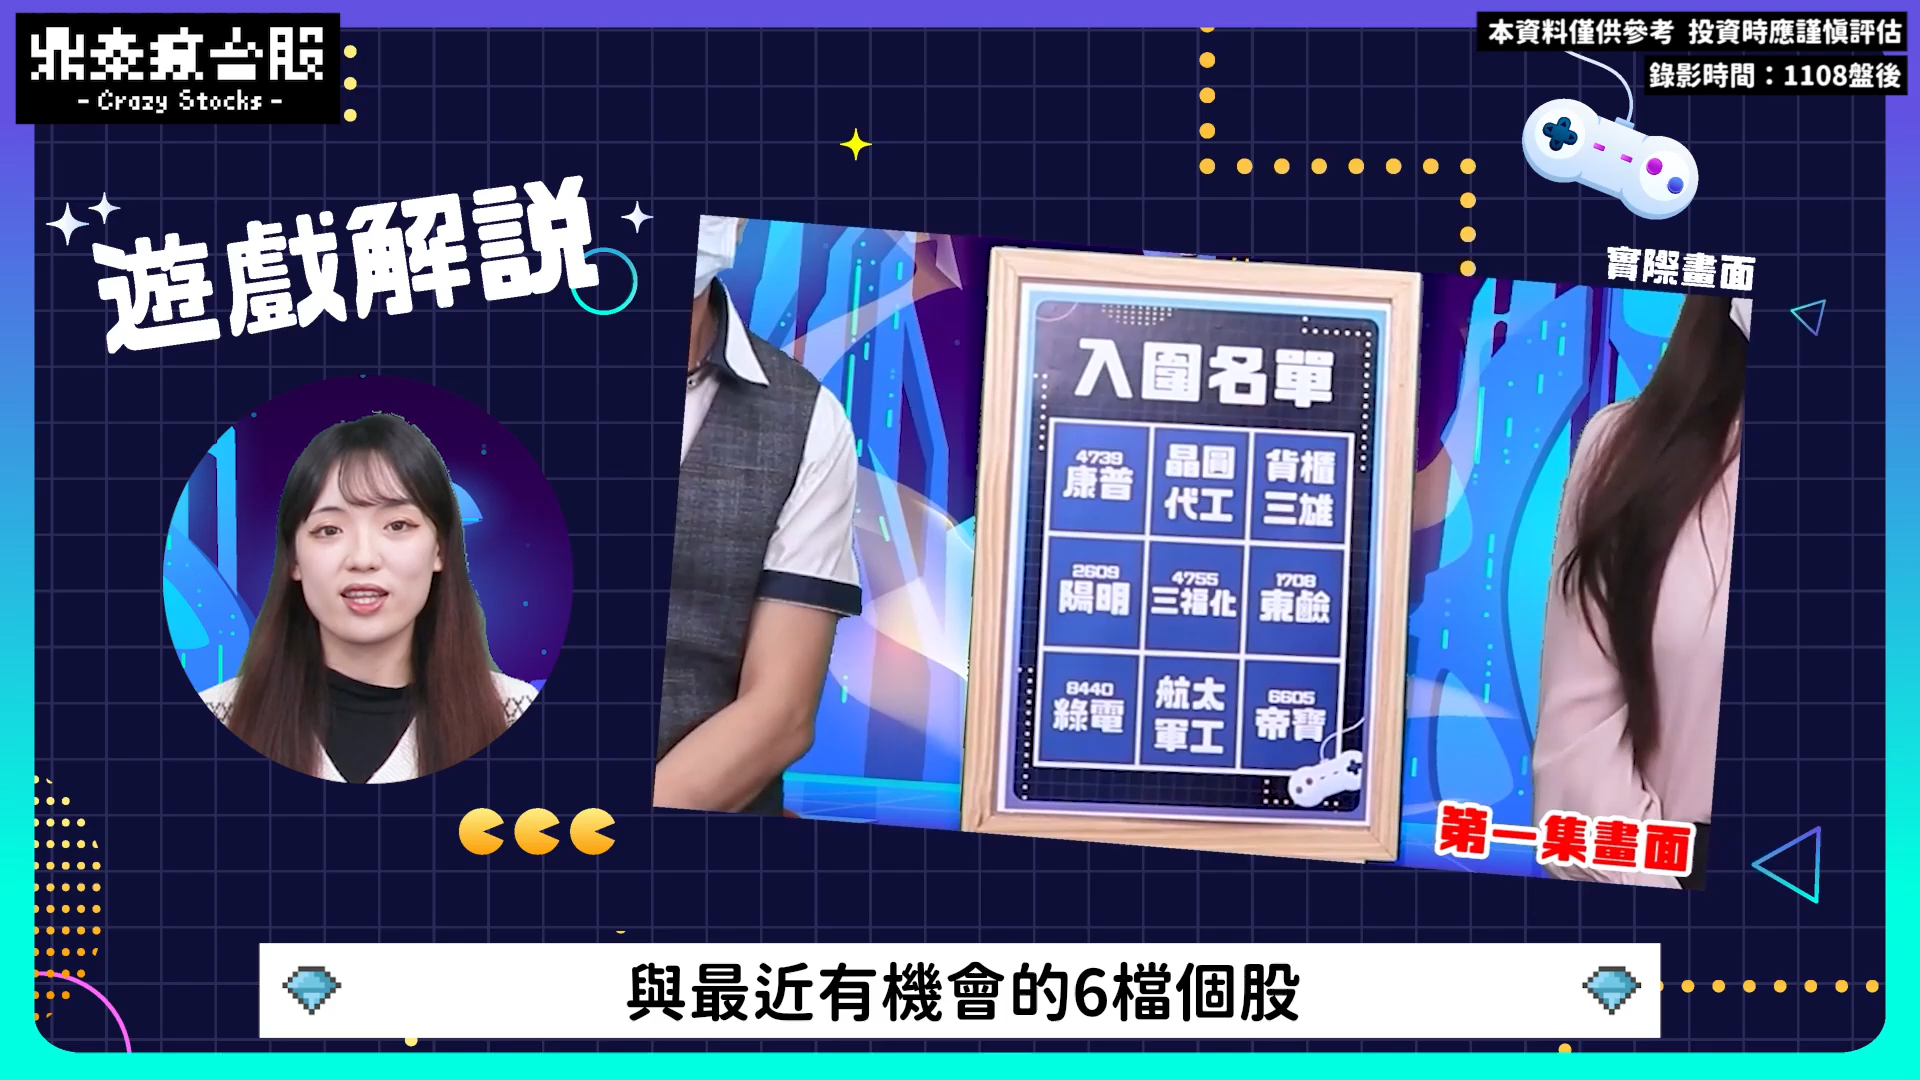 鼎炎瘋台股
- Crazy Stocks -
本資料僅供參考 投資時應謹慎評估
錄影時間：1108盤後
遊戲解說
實際畫面
入圍名單
4739
康普
晶圓
代工
貨櫃
三雄
2609
陽明
4755
三福化
1708
東鹼
8440
綠電
航太
軍工
6605
帝寶
第一集畫面
與最近有機會的6檔個股